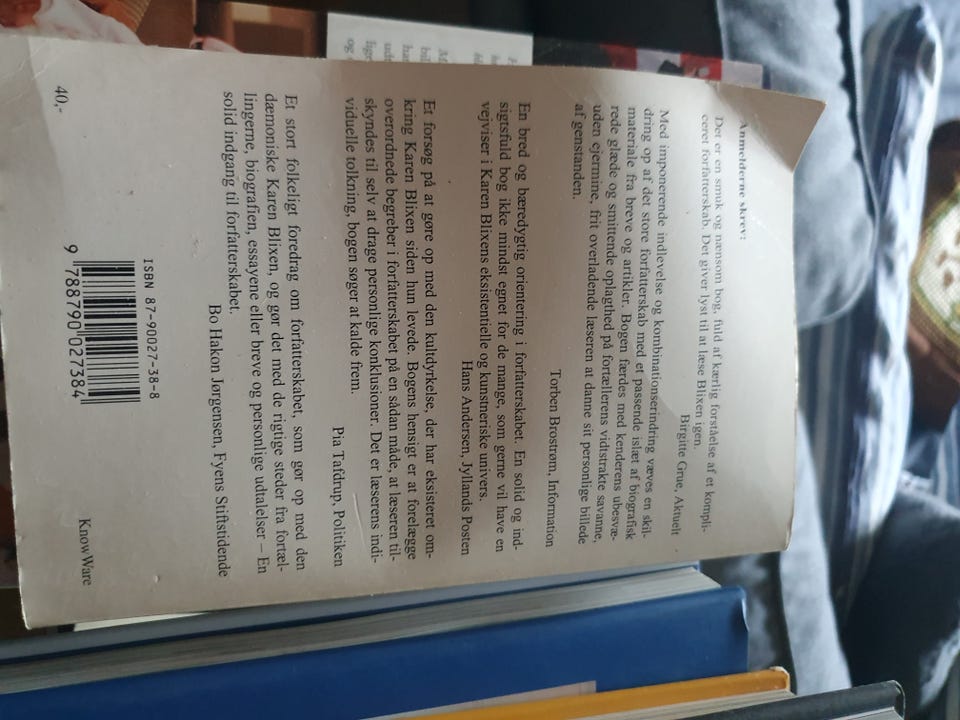 Anmelderne skrev:
Det er en smuk og nænsom bog, fuld af kærlig forståelse af et kompli-
ceret forfatterskab. Det giver lyst til at læse Blixen igen.
Birgitte Grue, Aktuelt
Med imponerende indlevelse og kombinationserindring væves en skil-
dring op af det store forfatterskab med et passende islæt af biografisk
materiale fra breve og artikler. Bogen færdes med kenderens ubesvæ-
rede glæde og smittende oplagthed på fortællerens vidtstrakte savanne,
uden ejermine, frit overladende læseren at danne sit personlige billede
af genstanden.
Torben Brostrøm, Information
En bred og bæredygtig orientering i forfatterskabet. En solid og ind-
sigtsfuld bog ikke mindst egnet for de mange, som gerne vil have en
vejviser i Karen Blixens eksistentielle og kunstneriske univers.
Hans Andersen, Jyllands Posten
Et forsøg på at gøre op med den kultdyrkelse, der har eksisteret om-
kring Karen Blixen siden hun levede. Bogens hensigt er at forelægge
overordnede begreber i forfatterskabet på en sådan måde, at læseren til-
skyndes til selv at drage personlige konklusioner. Det er læserens indi-
viduelle tolkning, bogen søger at kalde frem.
Pia Tafdrup, Politiken
Et stort folkeligt foredrag om forfatterskabet, som gør op med den
dæmoniske Karen Blixen, og gør det med de rigtige steder fra fortæl-
lingerne, biografien, essayene eller breve og personlige udtalelser – En
solid indgang til forfatterskabet.
Bo Hakon Jørgensen, Fyens Stiftstidende
ISBN 87-90027-38-8
9 788790 027384
40,-
KnowWare